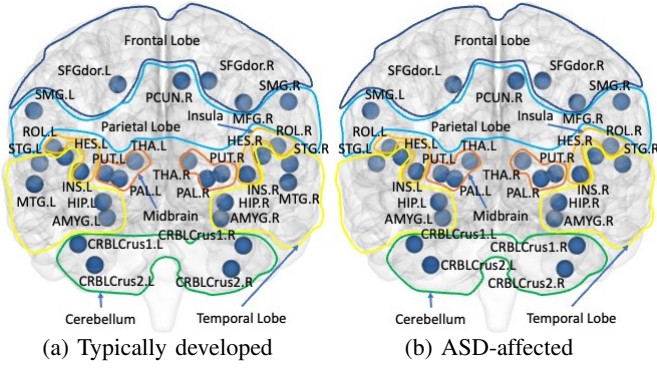 Frontal Lobe
SFGdor.L
SFGdor.R
SMG.L
PCUN.R
SMG.R
MFG.R
Insula
ROL.L
Parietal Lobe
ROL.R
STG.L
HES.L
THA.L
HES.R
STG.R
PUT.L
PUT.R
THA.R
INS.L
PAL.L
PAL.R
INS.R
MTG.L
HIP.L
Midbrain
HIP.R
MTG.R
AMYG.L
AMYG.R
CRBLCrus1.R
CRBLCrus1.L
CRBLCrus2.L
CRBLCrus2.R
Cerebellum
Temporal Lobe
(a) Typically developed
Frontal Lobe
SFGdor.L
SFGdor.R
SMG.L
PCUN.R
SMG.R
Insula
MFG.R
ROL.L
Parietal Lobe
ROL.R
STG.L
HES.L
THA.L
HES.R
STG.R
PUT.L
PUT.R
THA.R
INS.L
PAL.L
PAL.R
INS.R
HIP.L
Midbrain
HIP.R
AMYG.L
AMYG.R
CRBLCrus1.L
CRBLCrus1.R
CRBLCrus2.L
CRBLCrus2.R
Cerebellum
Temporal Lobe
(b) ASD-affected